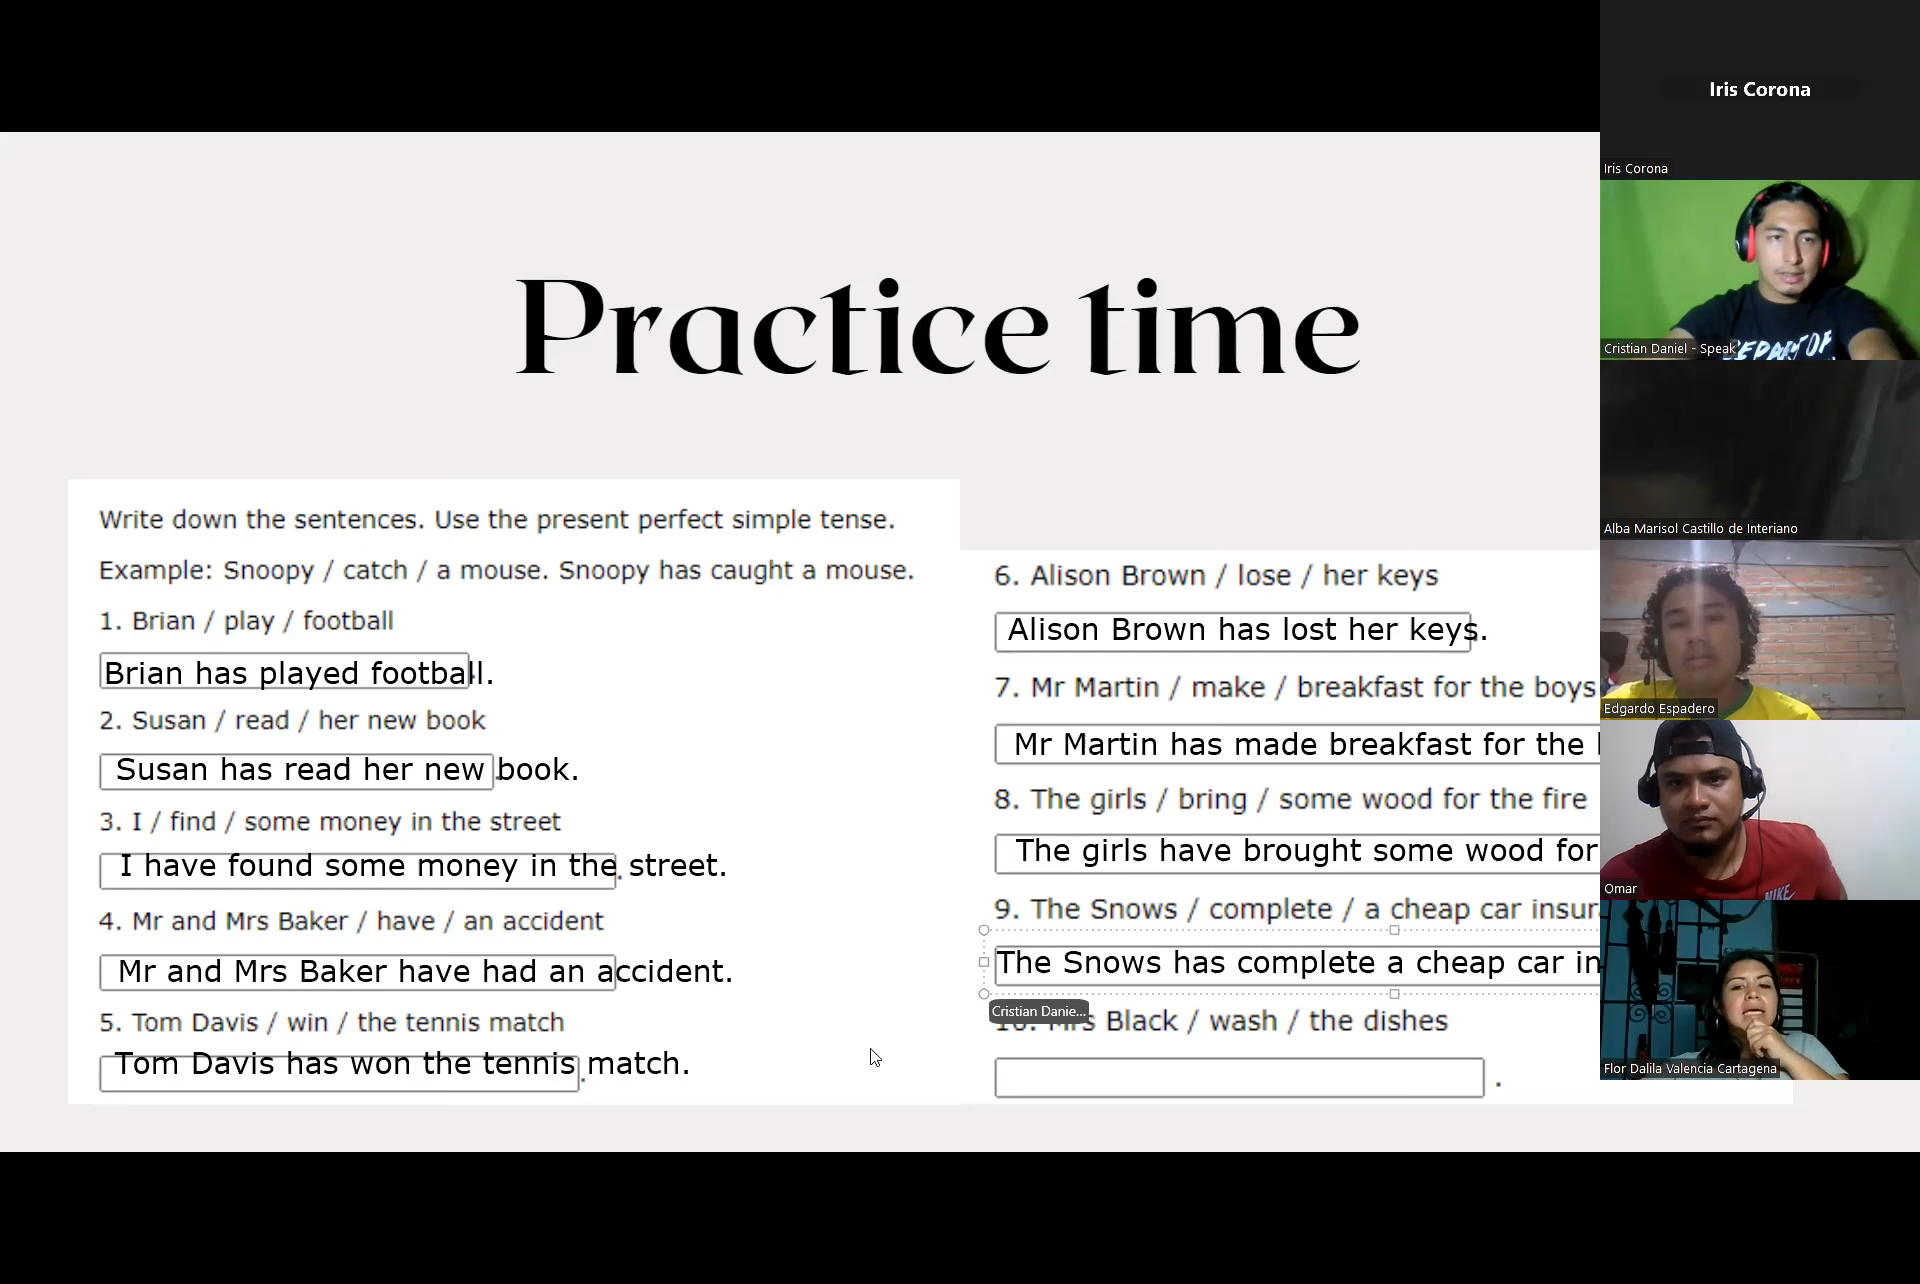 Practice time
Write down the sentences. Use the present perfect simple tense.
Example: Snoopy / catch / a mouse. Snoopy has caught a mouse.
1. Brian / play / football
Brian has played football.
2. Susan / read / her new book
Susan has read her new book.
3. I / find / some money in the street
I have found some money in the street.
4. Mr and Mrs Baker / have / an accident
Mr and Mrs Baker have had an accident.
5. Tom Davis / win / the tennis match
Tom Davis has won the tennis match.
6. Alison Brown / lose / her keys
Alison Brown has lost her keys.
7. Mr Martin / make / breakfast for the boys
Mr Martin has made breakfast for the
8. The girls / bring / some wood for the fire
The girls have brought some wood for
9. The Snows / complete / a cheap car
The Snows has complete a cheap car
Cristian Danie...
10. Mrs Black / wash / the dishes
.
Iris Corona
Iris Corona
Cristian Daniel - Speak
Alba Marisol Castillo de Interiano
Edgardo Espadero
Omar
NIKE
Flor Dalila Valencia Cartagena